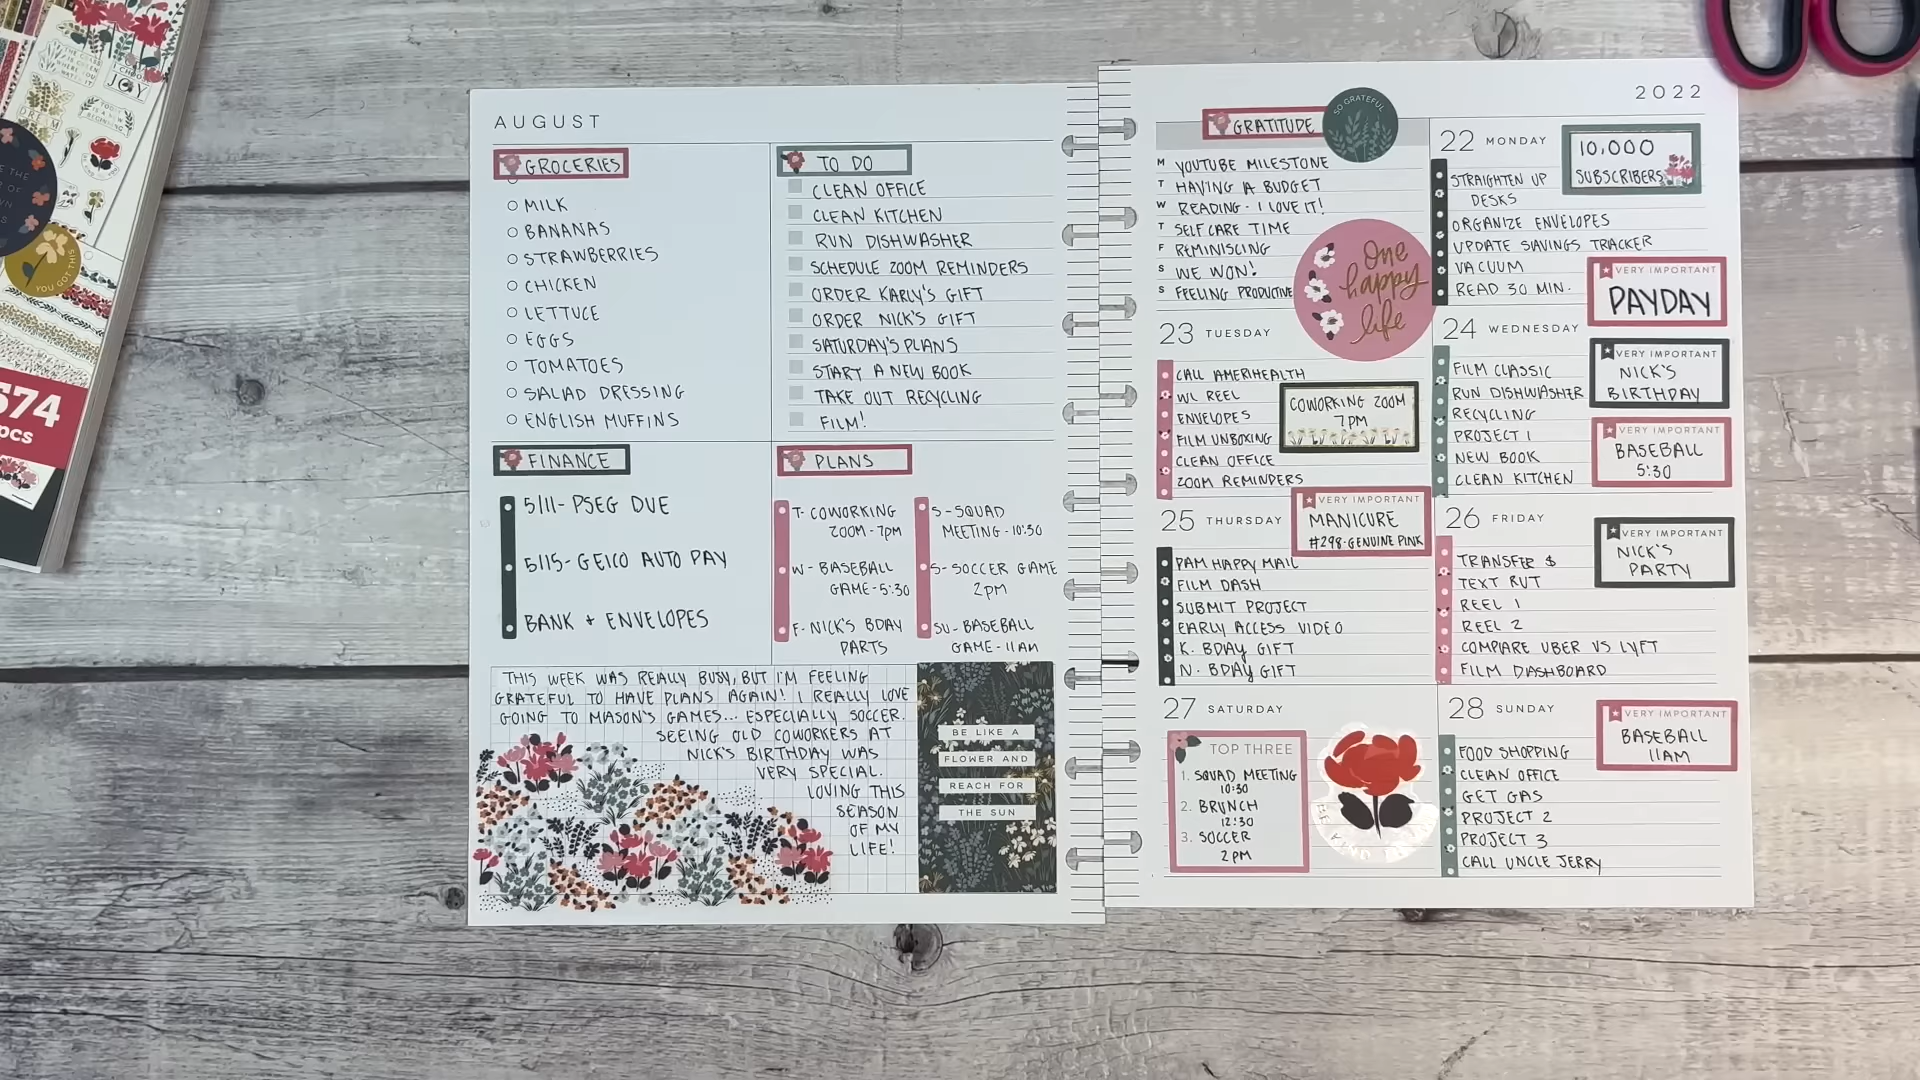 I CHOOSE
JOY
DREAM
TODAY
IS A NEW
BEGINNING
YOU GOT THIS
574
pcs
AUGUST
GROCERIES
MILK
BANANAS
STRAWBERRIES
CHICKEN
LETTUCE
EGGS
TOMATOES
SALAD DRESSING
ENGLISH MUFFINS
TO DO
CLEAN OFFICE
CLEAN KITCHEN
RUN DISHWASHER
SCHEDULE ZOOM REMINDERS
ORDER KARLY'S GIFT
ORDER NICK'S GIFT
SATURDAY'S PLANS
START A NEW BOOK
TAKE OUT RECYCLING
FILM!
FINANCE
5/11- PSEG DUE
5/15- GEICO AUTO PAY
BANK + ENVELOPES
PLANS
T- COWORKING
ZOOM - 7PM
W- BASEBALL
GAME-5:30
F- NICK'S BDAY
PARTS
S-SQUAD
MEETING-10:30
S-SOCCER GAME
2PM
SU-BASEBALL
GAME-11AM
THIS WEEK WAS REALLY BUSY, BUT I'M FEELING
GRATEFUL TO HAVE PLANS AGAIN! I REALLY LOVE
GOING TO MASON'S GAMES... ESPECIALLY SOCCER.
SEEING OLD COWORKERS AT
NICK'S BIRTHDAY WAS
VERY SPECIAL.
LOVING THIS
SEASON
OF MY
LIFE!
BE LIKE A
FLOWER AND
REACH FOR
THE SUN
2022
GRATITUDE
SO GRATEFUL
M YOUTUBE MILESTONE
T HAVING A BUDGET
W READING - I LOVE IT!
T SELF CARE TIME
F REMINISCING
S WE WON!
S FEELING PRODUCTIVE
One
happy
life
22 MONDAY
10,000
SUBSCRIBERS
STRAIGHTEN UP
DESKS
ORGANIZE ENVELOPES
UPDATE SAVINGS TRACKER
VACUUM
READ 30 MIN.
VERY IMPORTANT
PAYDAY
23 TUESDAY
CALL AMERIHEALTH
WL REEL
ENVELOPES
FILM UNBOXING
CLEAN OFFICE
ZOOM REMINDERS
COWORKING ZOOM
7PM
24 WEDNESDAY
FILM CLASSIC
RUN DISHWASHER
RECYCLING
PROJECT 1
NEW BOOK
CLEAN KITCHEN
VERY IMPORTANT
NICK'S
BIRTHDAY
VERY IMPORTANT
BASEBALL
5:30
25 THURSDAY
VERY IMPORTANT
MANICURE
#298-GENUINE PINK
PAM HAPPY MAIL
FILM DASH
SUBMIT PROJECT
EARLY ACCESS VIDEO
K. BDAY GIFT
N. BDAY GIFT
26 FRIDAY
VERY IMPORTANT
NICK'S
PARTY
TRANSFER $
TEXT RUT
REEL 1
REEL 2
COMPARE UBER VS LYFT
FILM DASHBOARD
27 SATURDAY
TOP THREE
1. SQUAD MEETING
10:30
2. BRUNCH
12:30
3. SOCCER
2PM
BE KIND
28 SUNDAY
VERY IMPORTANT
BASEBALL
11AM
FOOD SHOPPING
CLEAN OFFICE
GET GAS
PROJECT 2
PROJECT 3
CALL UNCLE JERRY